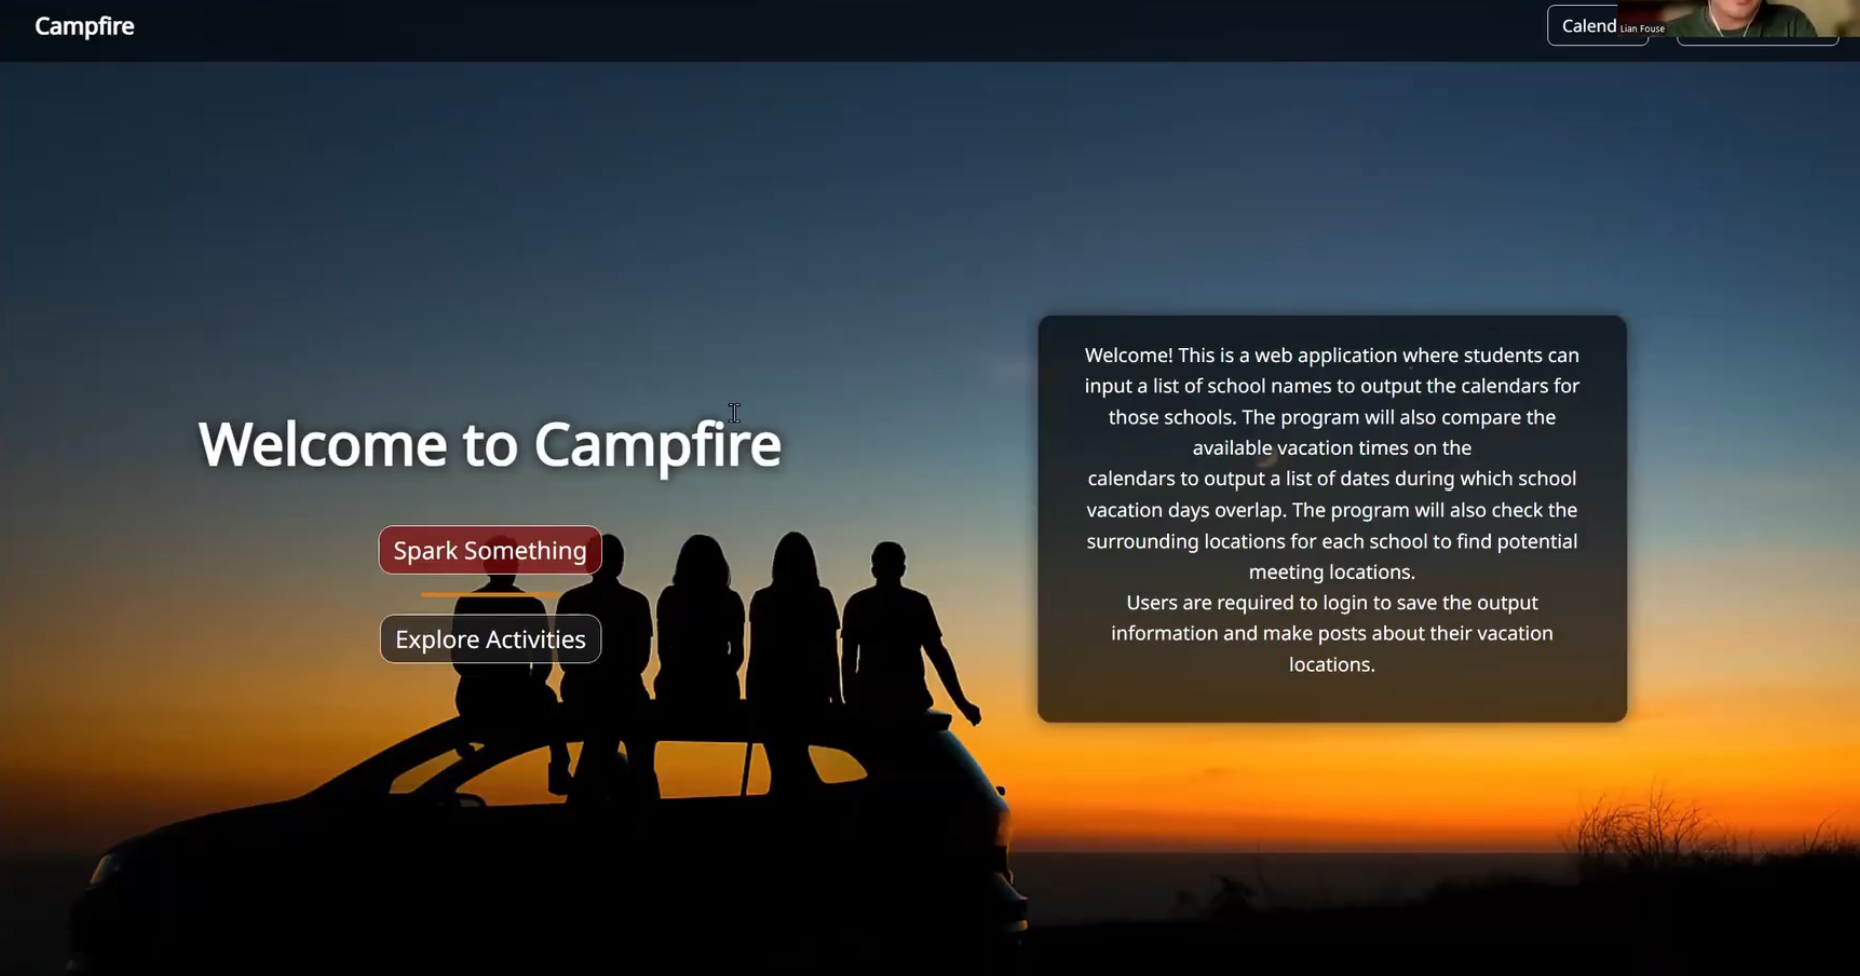 Campfire
Lian Fouse
Welcome to Campfire
Spark Something
Explore Activities
Welcome! This is a web application where students can
input a list of school names to output the calendars for
those schools. The program will also compare the
available vacation times on the
calendars to output a list of dates during which school
vacation days overlap. The program will also check the
surrounding locations for each school to find potential
meeting locations.
Users are required to login to save the output
information and make posts about their vacation
locations.